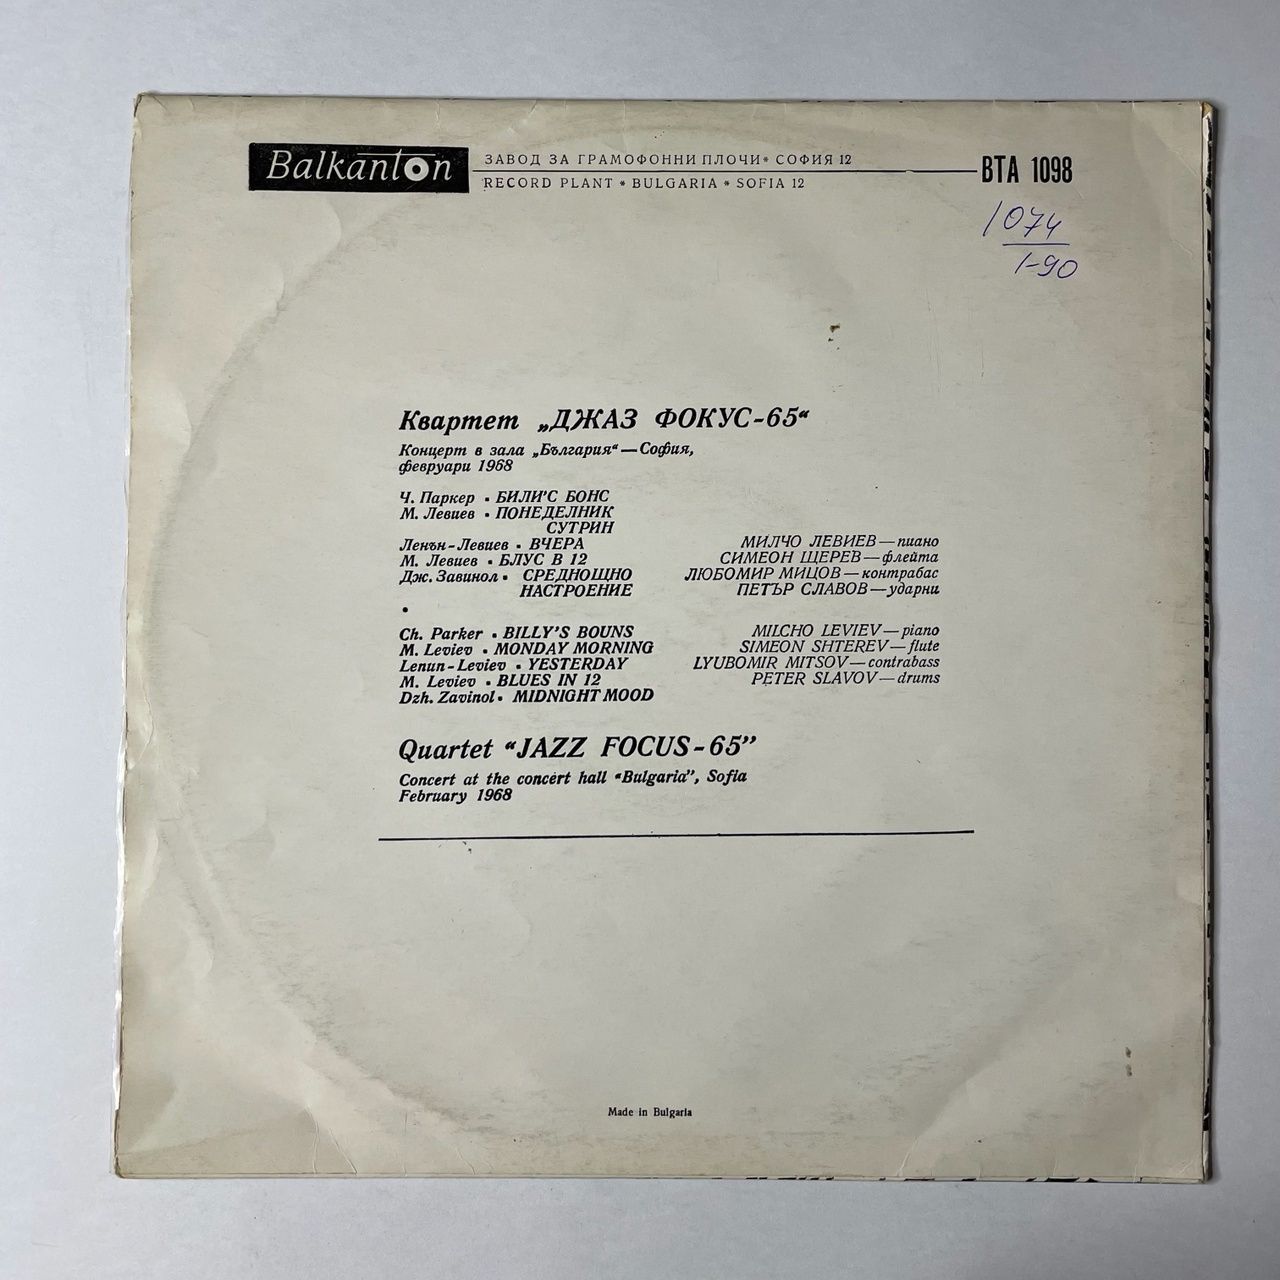 Balkanton
ЗАВОД ЗА ГРАМОФОННИ ПЛОЧИ * СОФИЯ 12
RECORD PLANT * BULGARIA * SOFIA 12
ВТА 1098
1074
1-90
Квартет „ДЖАЗ ФОКУС-65“
Концерт в зала „България“ — София,
февруари 1968
Ч. Паркер • БИЛИ'С БОНС
М. Левиев • ПОНЕДЕЛНИК
СУТРИН
Ленън-Левиев • ВЧЕРА
М. Левиев • БЛУС В 12
Дж. Завинол • СРЕДНОЩНО
НАСТРОЕНИЕ
МИЛЧО ЛЕВИЕВ — пиано
СИМЕОН ЩЕРЕВ — флейта
ЛЮБОМИР МИЦОВ — контрабас
ПЕТЪР СЛАВОВ — ударни
•
Ch. Parker • BILLY'S BOUNS
M. Leviev • MONDAY MORNING
Lenun-Leviev • YESTERDAY
M. Leviev • BLUES IN 12
Dzh. Zavinol • MIDNIGHT MOOD
MILCHO LEVIEV — piano
SIMEON SHTEREV — flute
LYUBOMIR MITSOV — contrabass
PETER SLAVOV — drums
Quartet “JAZZ FOCUS-65”
Concert at the concert hall “Bulgaria”, Sofia
February 1968
Made in Bulgaria